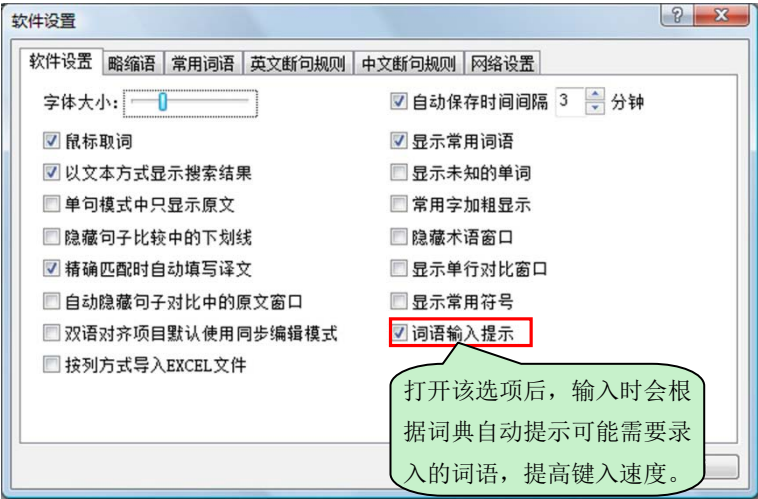 软件设置
软件设置 略缩语 常用词语 英文断句规则 中文断句规则 网络设置
字体大小:
自动保存时间间隔 3 分钟
鼠标取词
显示常用词语
以文本方式显示搜索结果
显示未知的单词
单句模式中只显示原文
常用字加粗显示
隐藏句子比较中的下划线
隐藏术语窗口
精确匹配时自动填写译文
显示单行对比窗口
自动隐藏句子对比中的原文窗口
显示常用符号
双语对齐项目默认使用同步编辑模式
词语输入提示
按列方式导入EXCEL文件
打开该选项后，输入时会根
据词典自动提示可能需要录
入的词语，提高键入速度。